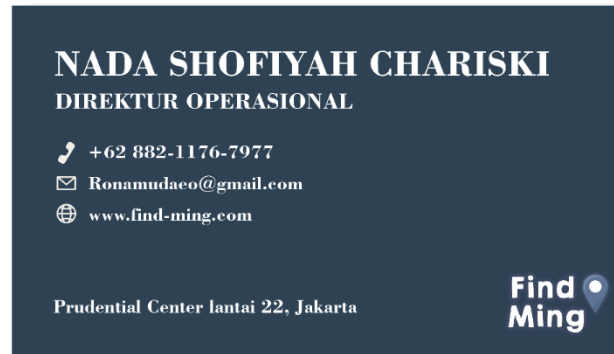 NADA SHOFIYAH CHARISKI
DIREKTUR OPERASIONAL
+62 882-1176-7977
Ronamudaeo@gmail.com
www.find-ming.com
Prudential Center lantai 22, Jakarta
Find
Ming